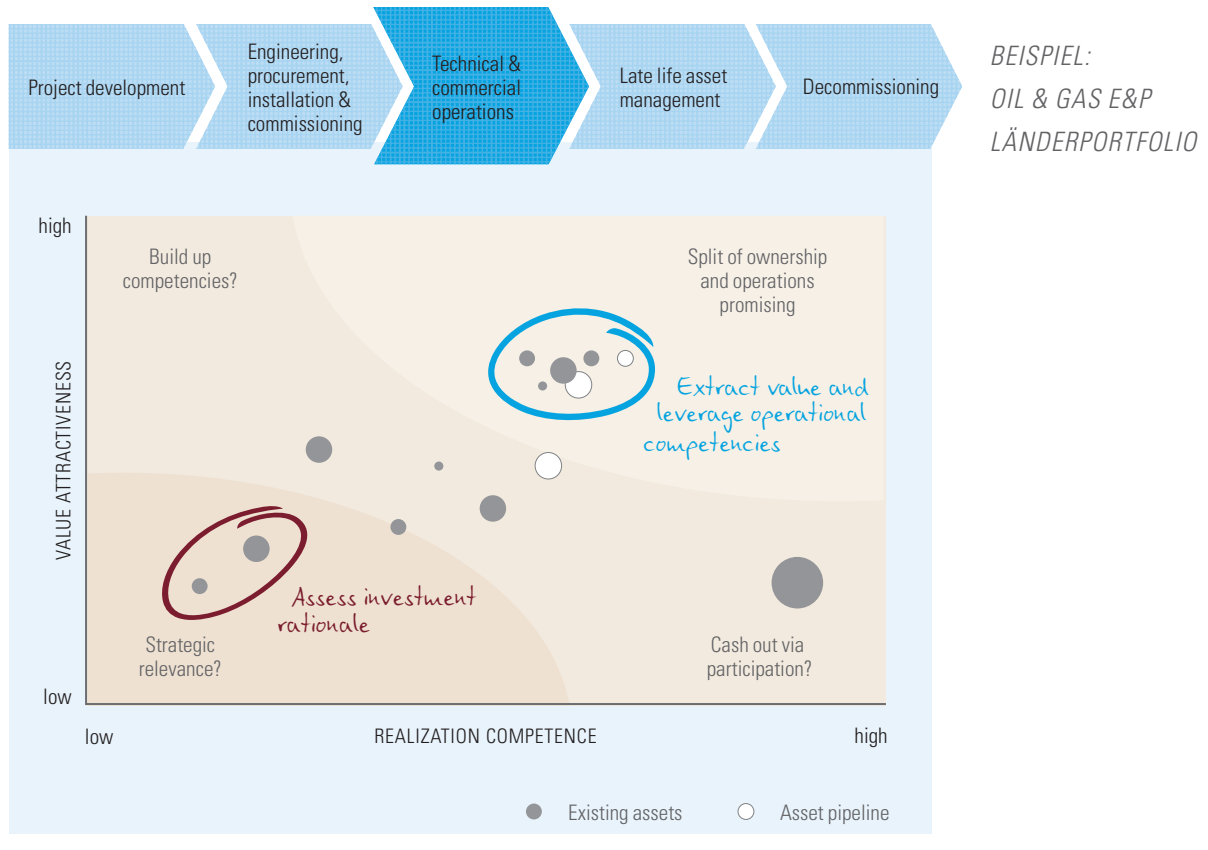 Project development
Engineering,
procurement,
installation &
commissioning
Technical &
commercial
operations
Late life asset
management
Decommissioning
BEISPIEL:
OIL & GAS E&P
LÄNDERPORTFOLIO
high
Build up
competencies?
Split of ownership
and operations
promising
Extract value and
leverage operational
competencies
VALUE ATTRACTIVENESS
Assess investment
rationale
Strategic
relevance?
Cash out via
participation?
low
low
REALIZATION COMPETENCE
high
Existing assets
Asset pipeline